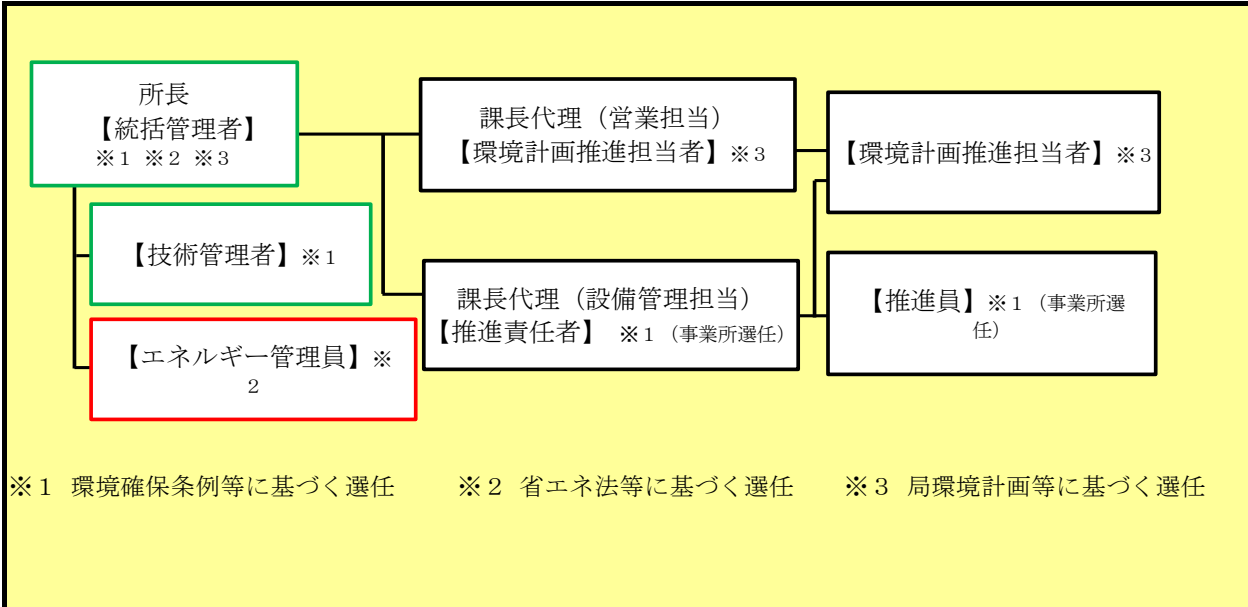 所長
【統括管理者】
※１ ※２ ※３
【技術管理者】※１
【エネルギー管理員】※
２
課長代理（営業担当）
【環境計画推進担当者】※３
課長代理（設備管理担当）
【推進責任者】 ※１（事業所選任）
【環境計画推進担当者】※３
【推進員】※１（事業所選
任）
※１ 環境確保条例等に基づく選任 ※２ 省エネ法等に基づく選任 ※３ 局環境計画等に基づく選任